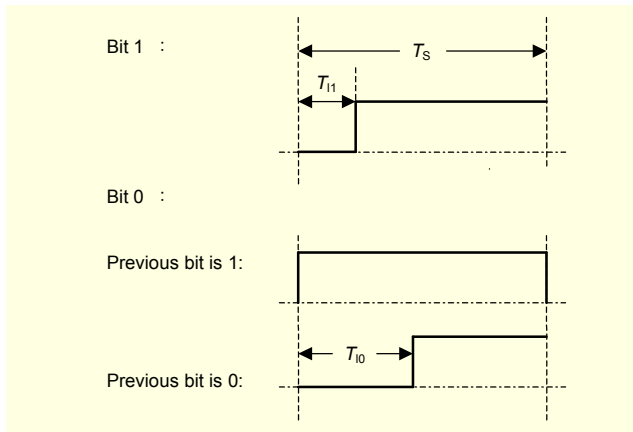 Bit 1 :
TS
TI1
Bit 0 :
Previous bit is 1:
TI0
Previous bit is 0: